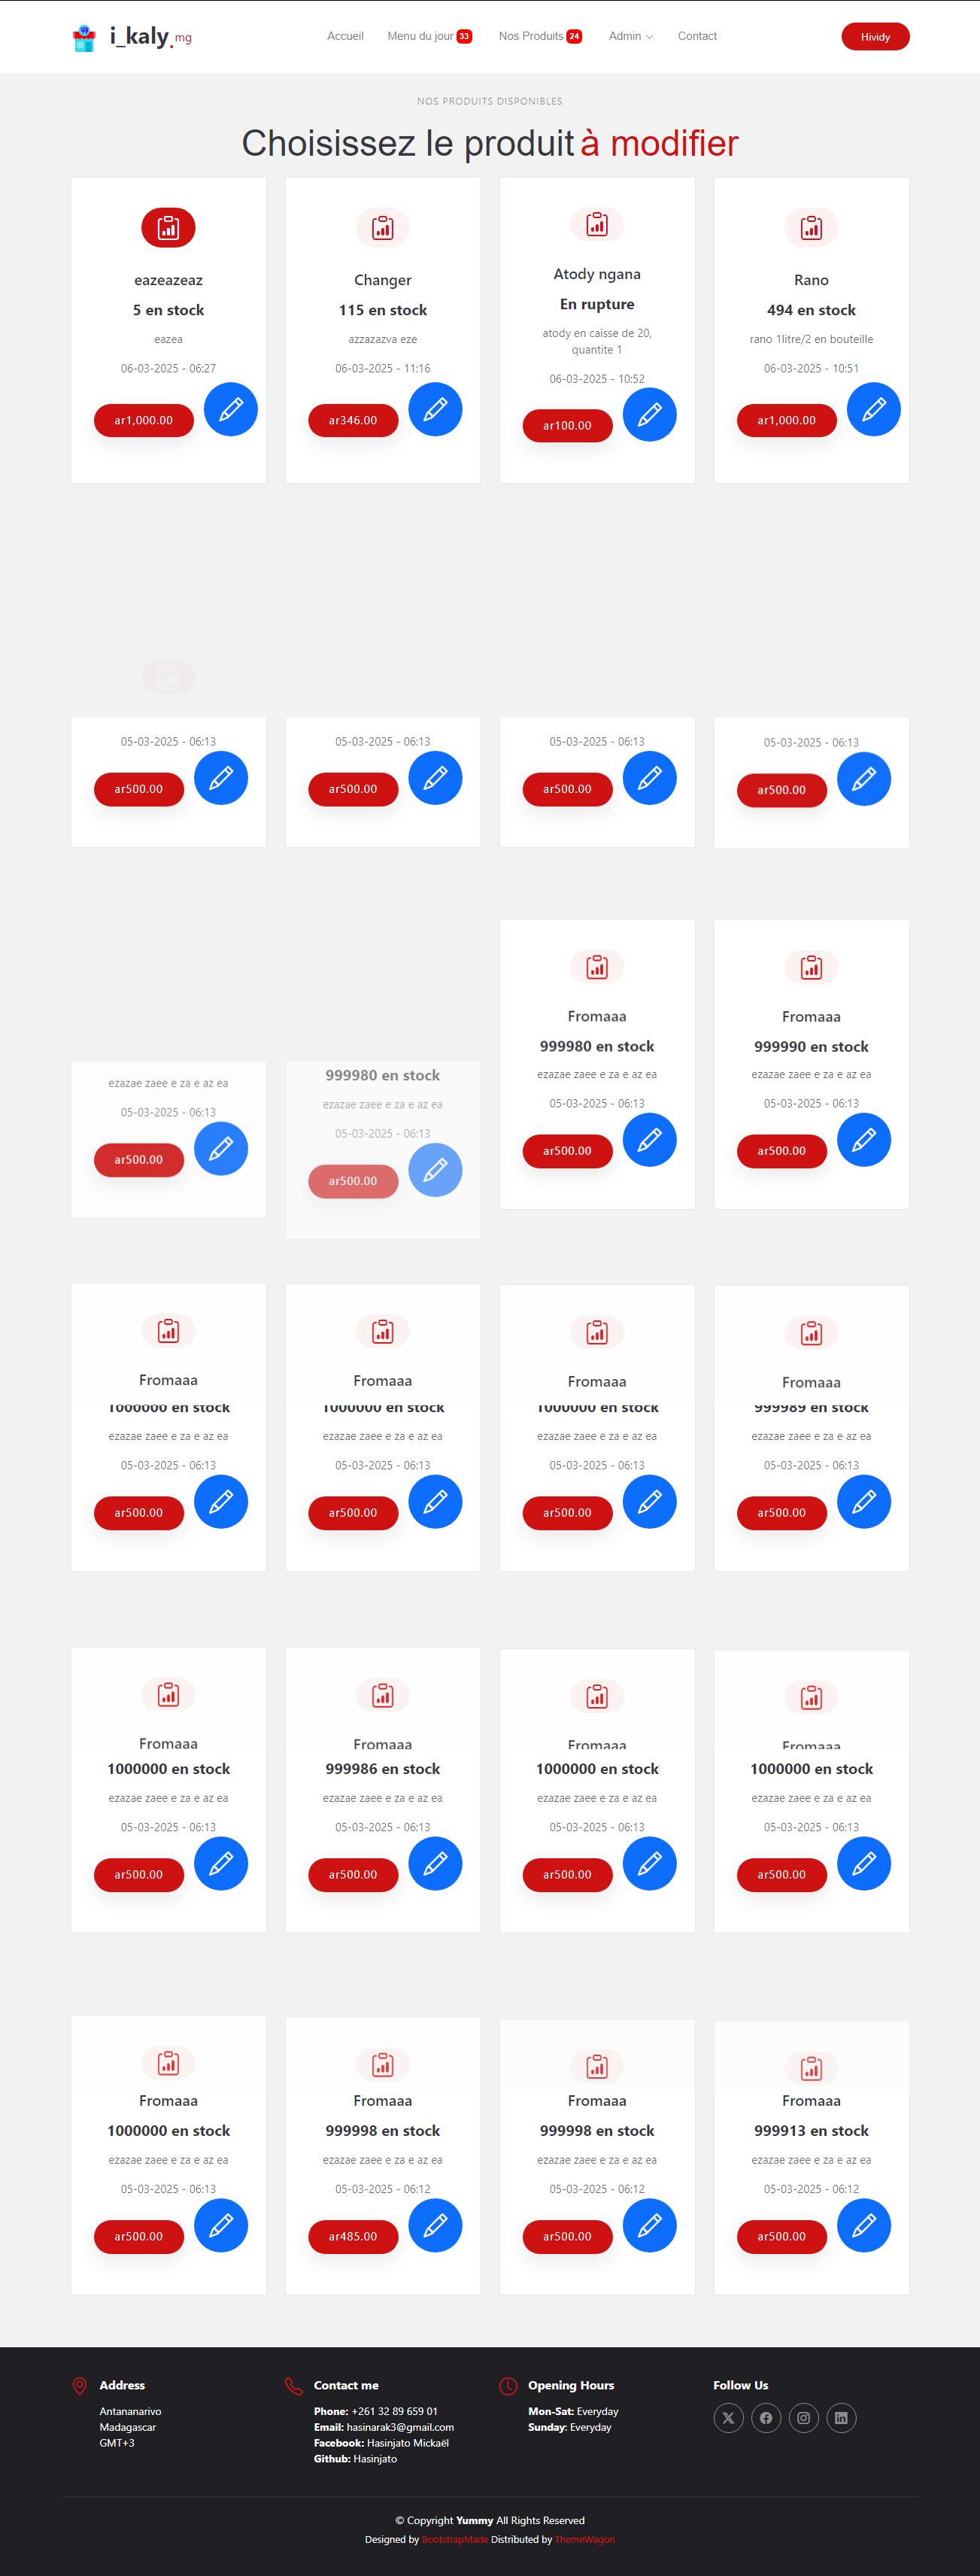 i_kaly.mg
Accueil
Menu du jour 33
Nos Produits 24
Admin
Contact
Hividy
NOS PRODUITS DISPONIBLES
Choisissez le produit à modifier
eazeazeaz
5 en stock
eazea
06-03-2025 - 06:27
ar1,000.00
Changer
115 en stock
azzazazva eze
06-03-2025 - 11:16
ar346.00
Atody ngana
En rupture
atody en caisse de 20,
quantite 1
06-03-2025 - 10:52
ar100.00
Rano
494 en stock
rano 1litre/2 en bouteille
06-03-2025 - 10:51
ar1,000.00
05-03-2025 - 06:13
ar500.00
05-03-2025 - 06:13
ar500.00
05-03-2025 - 06:13
ar500.00
05-03-2025 - 06:13
ar500.00
ezazae zaee e za e az ea
05-03-2025 - 06:13
ar500.00
999980 en stock
ezazae zaee e za e az ea
05-03-2025 - 06:13
ar500.00
Fromaaa
999980 en stock
ezazae zaee e za e az ea
05-03-2025 - 06:13
ar500.00
Fromaaa
999990 en stock
ezazae zaee e za e az ea
05-03-2025 - 06:13
ar500.00
Fromaaa
1000000 en stock
ezazae zaee e za e az ea
05-03-2025 - 06:13
ar500.00
Fromaaa
1000000 en stock
ezazae zaee e za e az ea
05-03-2025 - 06:13
ar500.00
Fromaaa
1000000 en stock
ezazae zaee e za e az ea
05-03-2025 - 06:13
ar500.00
Fromaaa
999989 en stock
ezazae zaee e za e az ea
05-03-2025 - 06:13
ar500.00
Fromaaa
1000000 en stock
ezazae zaee e za e az ea
05-03-2025 - 06:13
ar500.00
Fromaaa
999986 en stock
ezazae zaee e za e az ea
05-03-2025 - 06:13
ar500.00
Fromaaa
1000000 en stock
ezazae zaee e za e az ea
05-03-2025 - 06:13
ar500.00
Fromaaa
1000000 en stock
ezazae zaee e za e az ea
05-03-2025 - 06:13
ar500.00
Fromaaa
1000000 en stock
ezazae zaee e za e az ea
05-03-2025 - 06:13
ar500.00
Fromaaa
999998 en stock
ezazae zaee e za e az ea
05-03-2025 - 06:12
ar485.00
Fromaaa
999998 en stock
ezazae zaee e za e az ea
05-03-2025 - 06:12
ar500.00
Fromaaa
999913 en stock
ezazae zaee e za e az ea
05-03-2025 - 06:12
ar500.00
Address
Antananarivo
Madagascar
GMT+3
Contact me
Phone: +261 32 89 659 01
Email: hasinarak3@gmail.com
Facebook: Hasinjato Mickaël
Github: Hasinjato
Opening Hours
Mon-Sat: Everyday
Sunday: Everyday
Follow Us
© Copyright Yummy All Rights Reserved
Designed by BootstrapMade Distributed by ThemeWagon